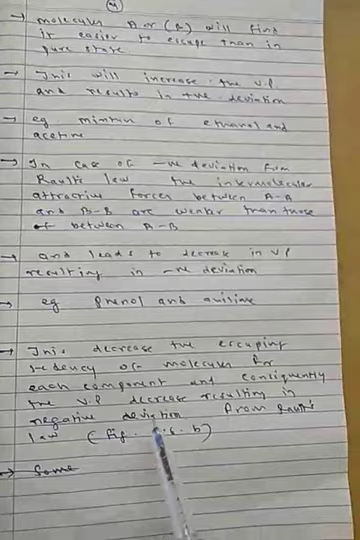 → molecules A or (B) will find
it easier to escape than in
pure state
→ This will increase the V.P
and results in +ve deviation
→ eg. mixture of ethanol and
acetone
→ In case of -ve deviation from
Raoults law the intermolecular
attractive forces between A-A
and B-B are weaker than those
of between A-B
→ and leads to decrease in V.P
resulting in -ve deviation
→ eg Phenol and aniline
→ This decrease the escaping
tendency of molecules for
each component and consiquently
the V.P decrease resulting in
negative deviation from Raoult's
law (fig. b)
→ Some